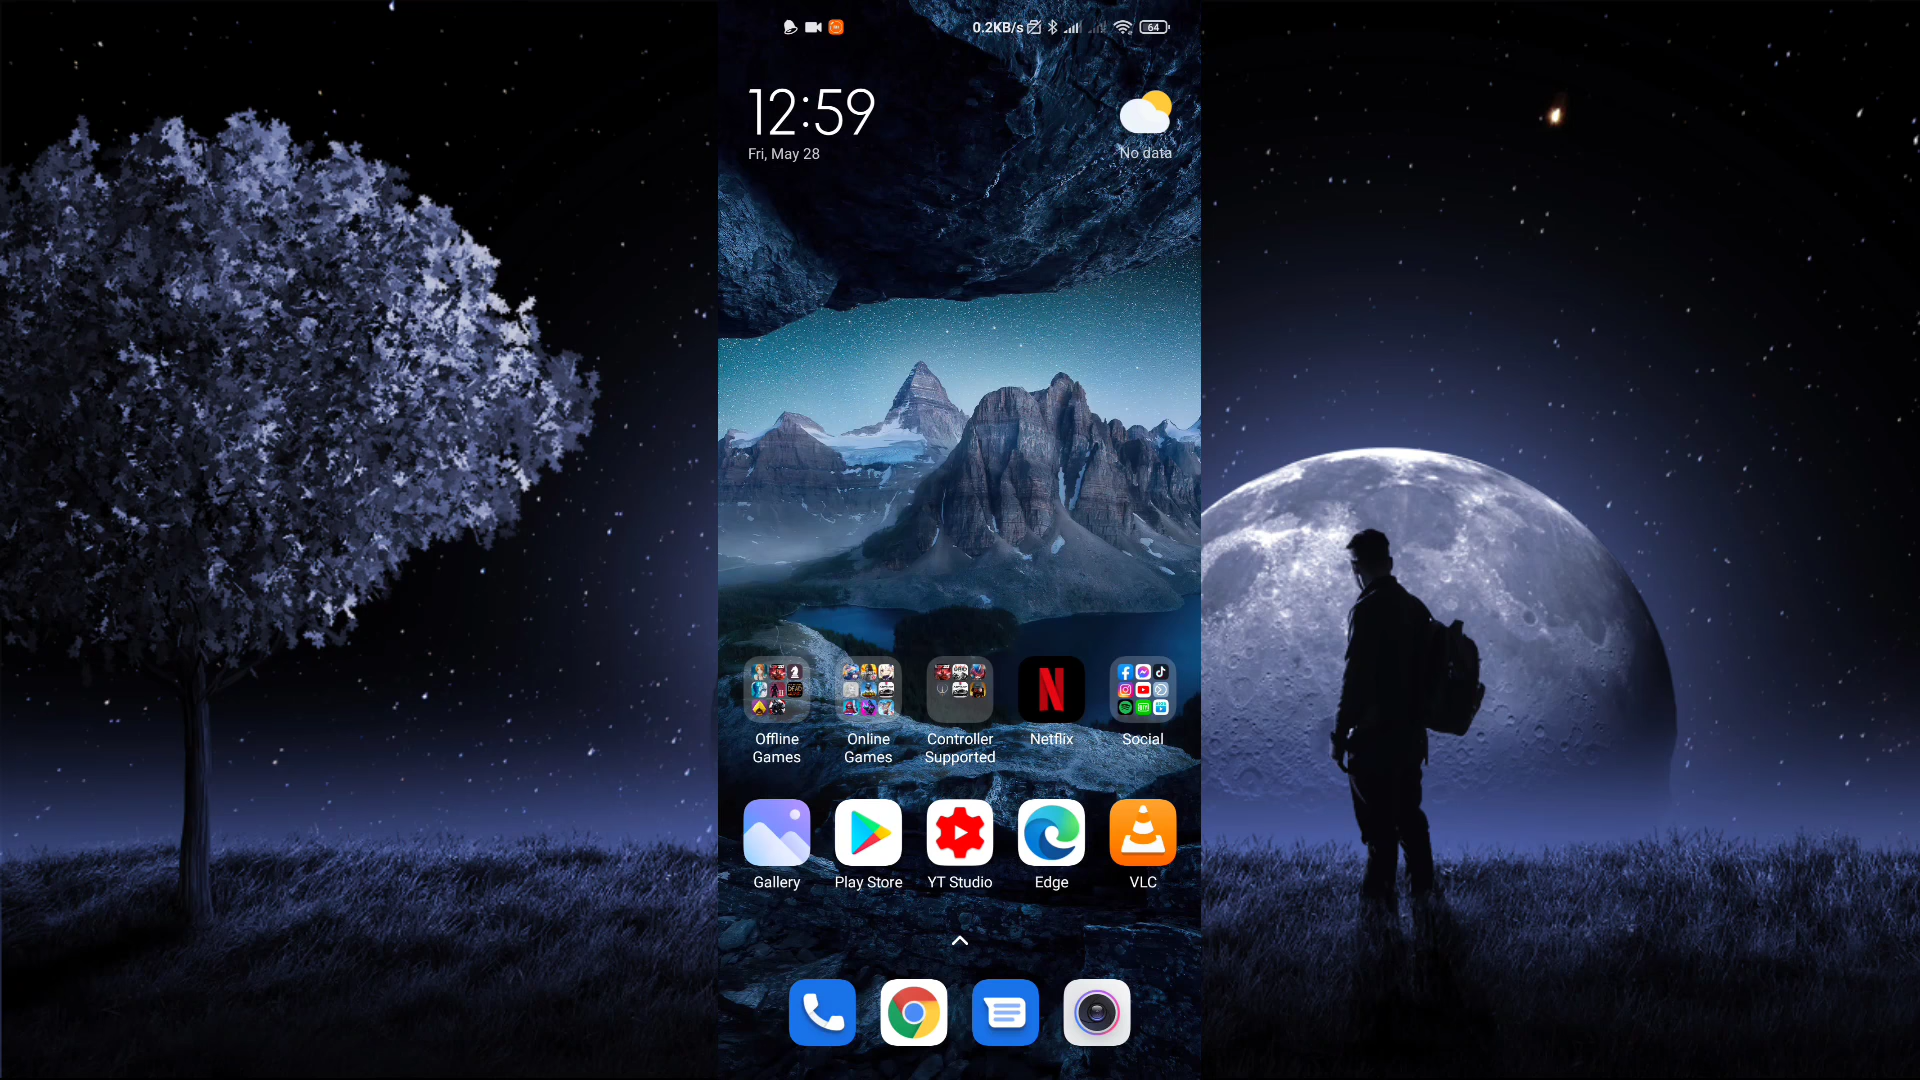 0.2KB/s
64
12:59
Fri, May 28
No data
Offline
Games
Online
Games
Controller
Supported
Netflix
Social
Gallery
Play Store
YT Studio
Edge
VLC